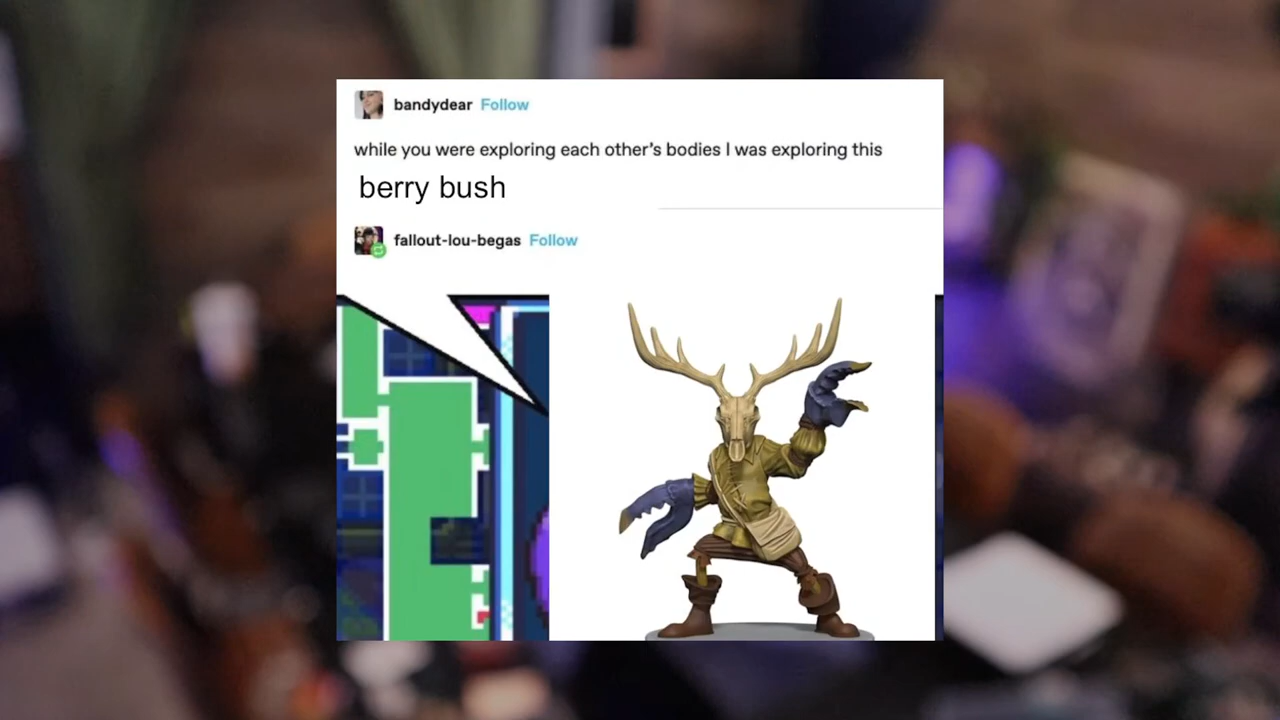 bandydear Follow
while you were exploring each other's bodies I was exploring this
berry bush
fallout-lou-begas Follow